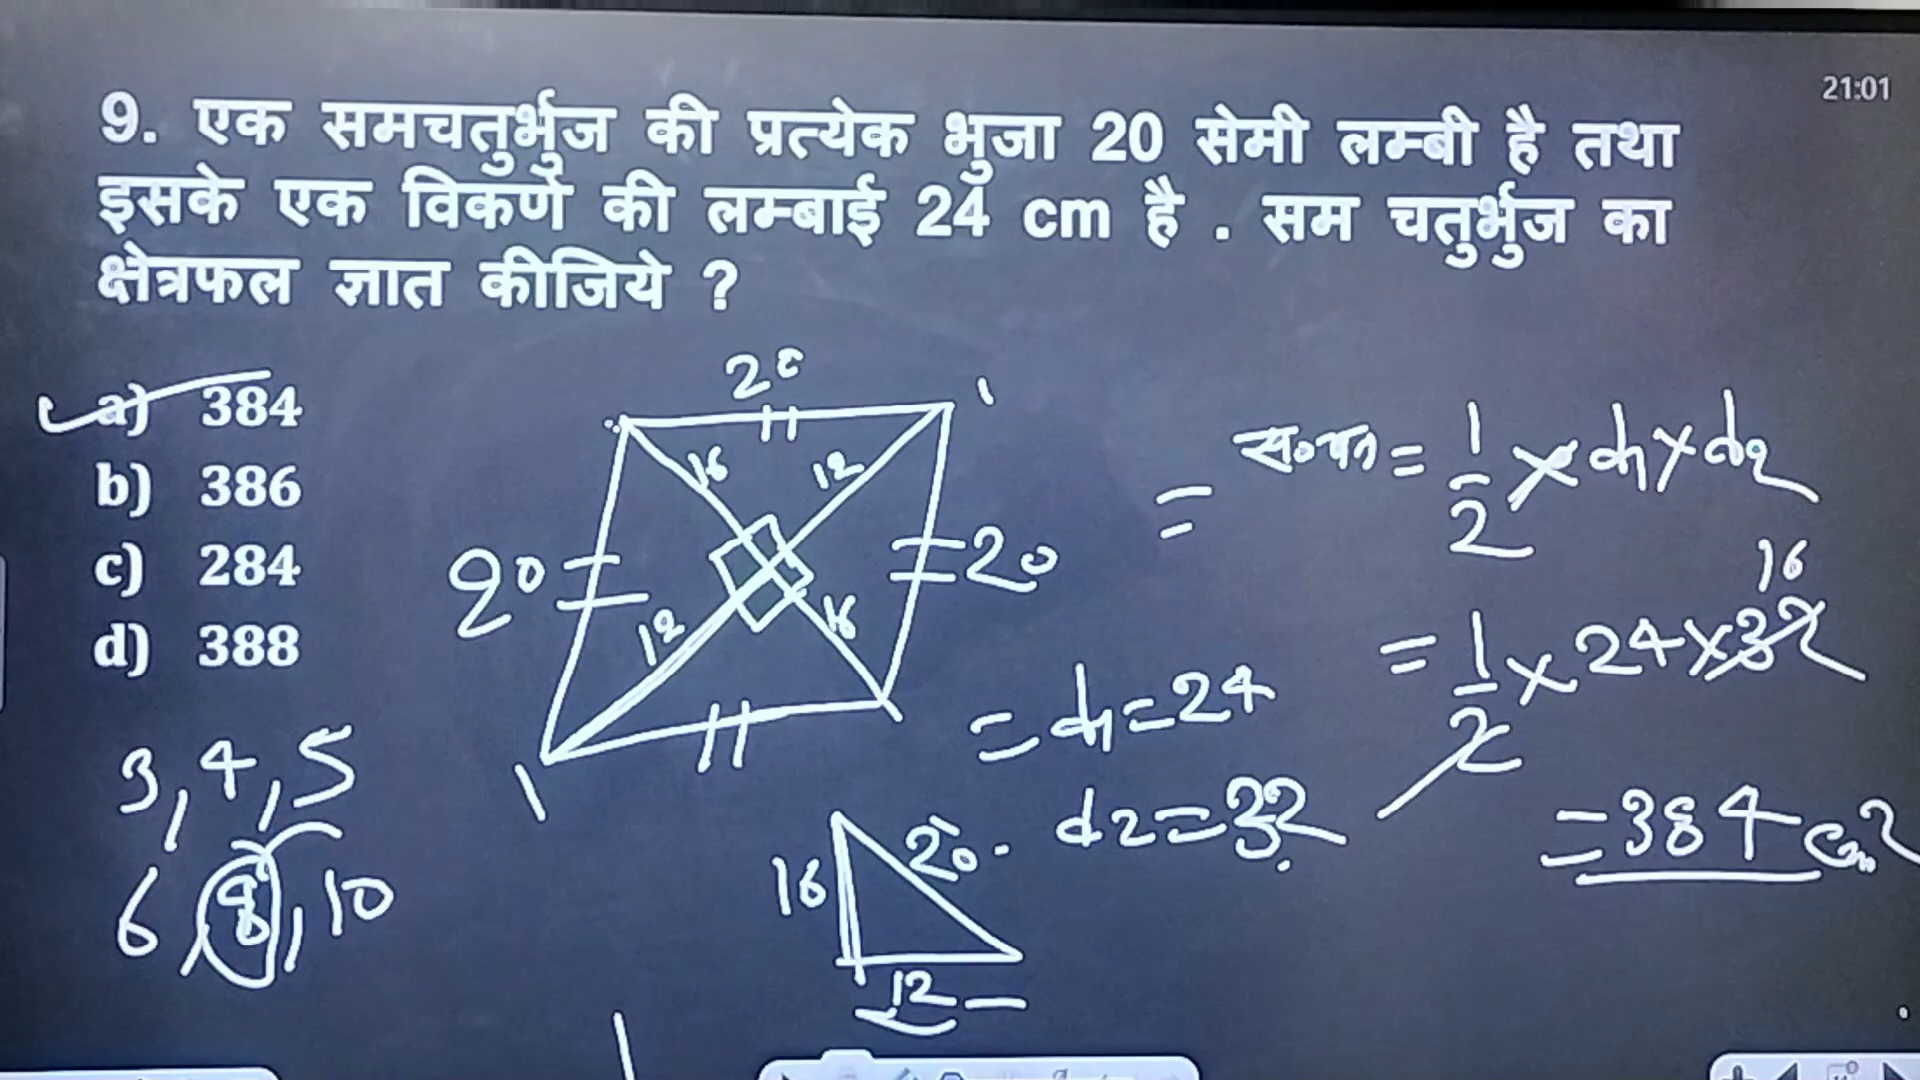 21:01
9. एक समचतुर्भुज की प्रत्येक भुजा 20 सेमी लम्बी है तथा
इसके एक विकर्ण की लम्बाई 24 cm है . सम चतुर्भुज का
क्षेत्रफल ज्ञात कीजिये ?
a) 384
b) 386
c) 284
d) 388
3, 4, 5
6, 8, 10
20
16 12
20 20
12 16
= d1 = 24
d2 = 32
16 20
12
= 1/2 × d1 × d2
16
= 1/2 × 24 × 32
= 384 cm2